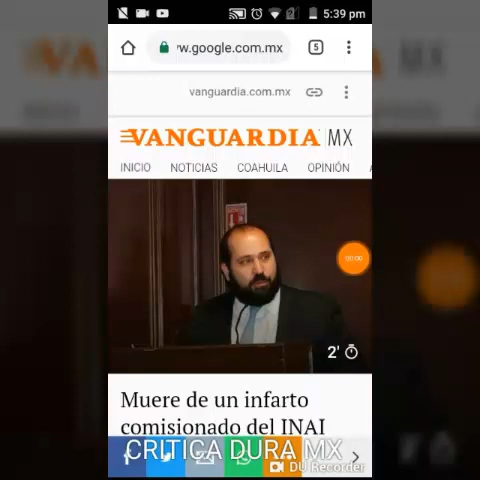 5:39 pm
w.google.com.mx
5
vanguardia.com.mx
VANGUARDIA MX
INICIO NOTICIAS COAHUILA OPINIÓN
00:00
2'
Muere de un infarto
comisionado del INAI
CRITICA DURA MX
DU Recorder